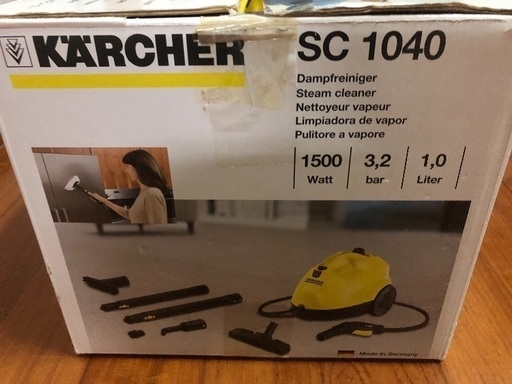 KÄRCHER
SC 1040
Dampfreiniger
Steam cleaner
Nettoyeur vapeur
Limpiadora de vapor
Pulitore a vapore
1500 3,2 1,0
Watt bar Liter
Made in Germany